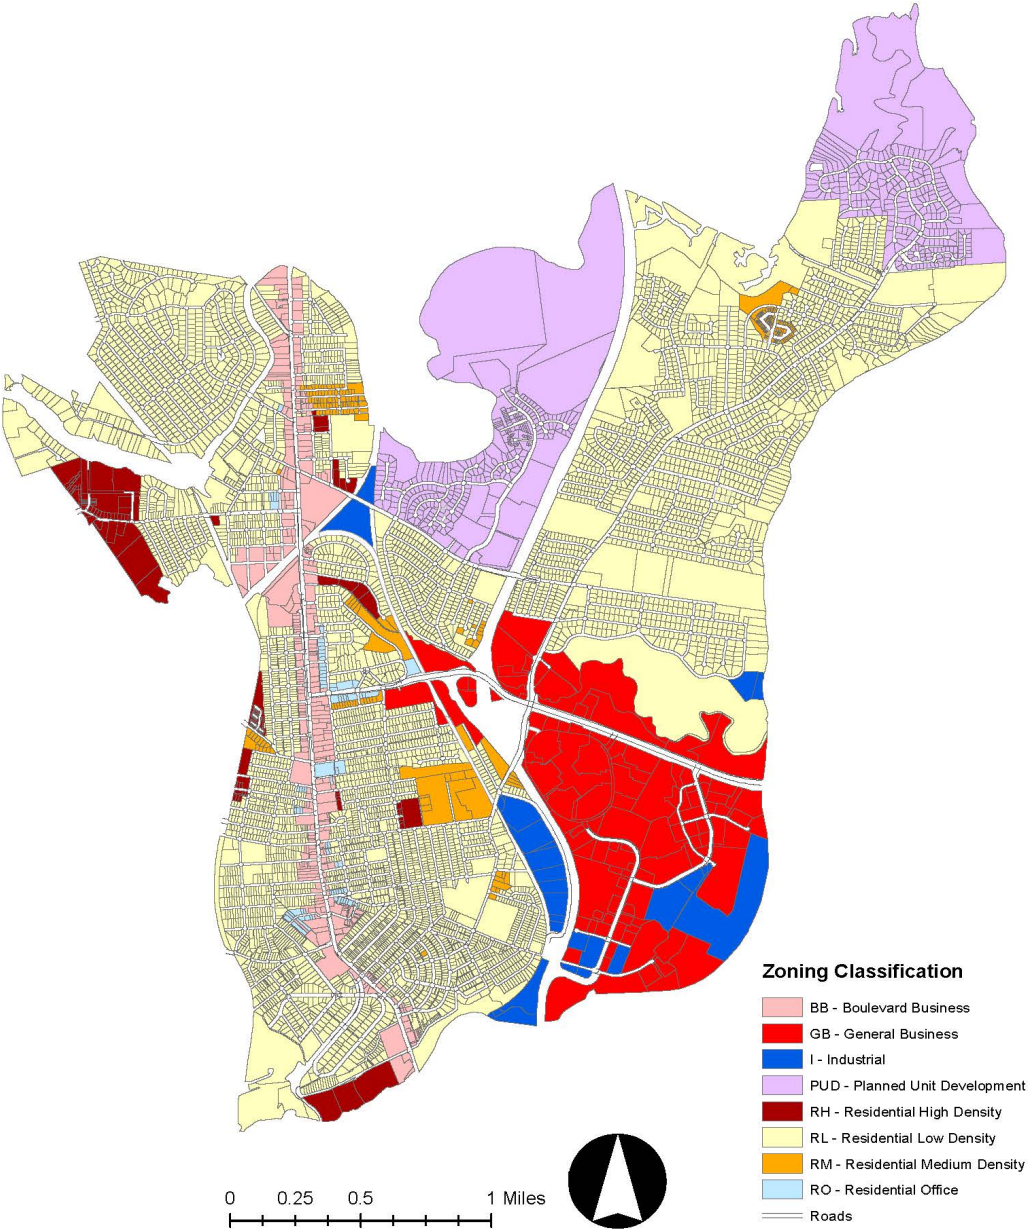 Zoning Classification
BB - Boulevard Business
GB - General Business
I - Industrial
PUD - Planned Unit Development
RH - Residential High Density
RL - Residential Low Density
RM - Residential Medium Density
RO - Residential Office
Roads
0 0.25 0.5 1 Miles